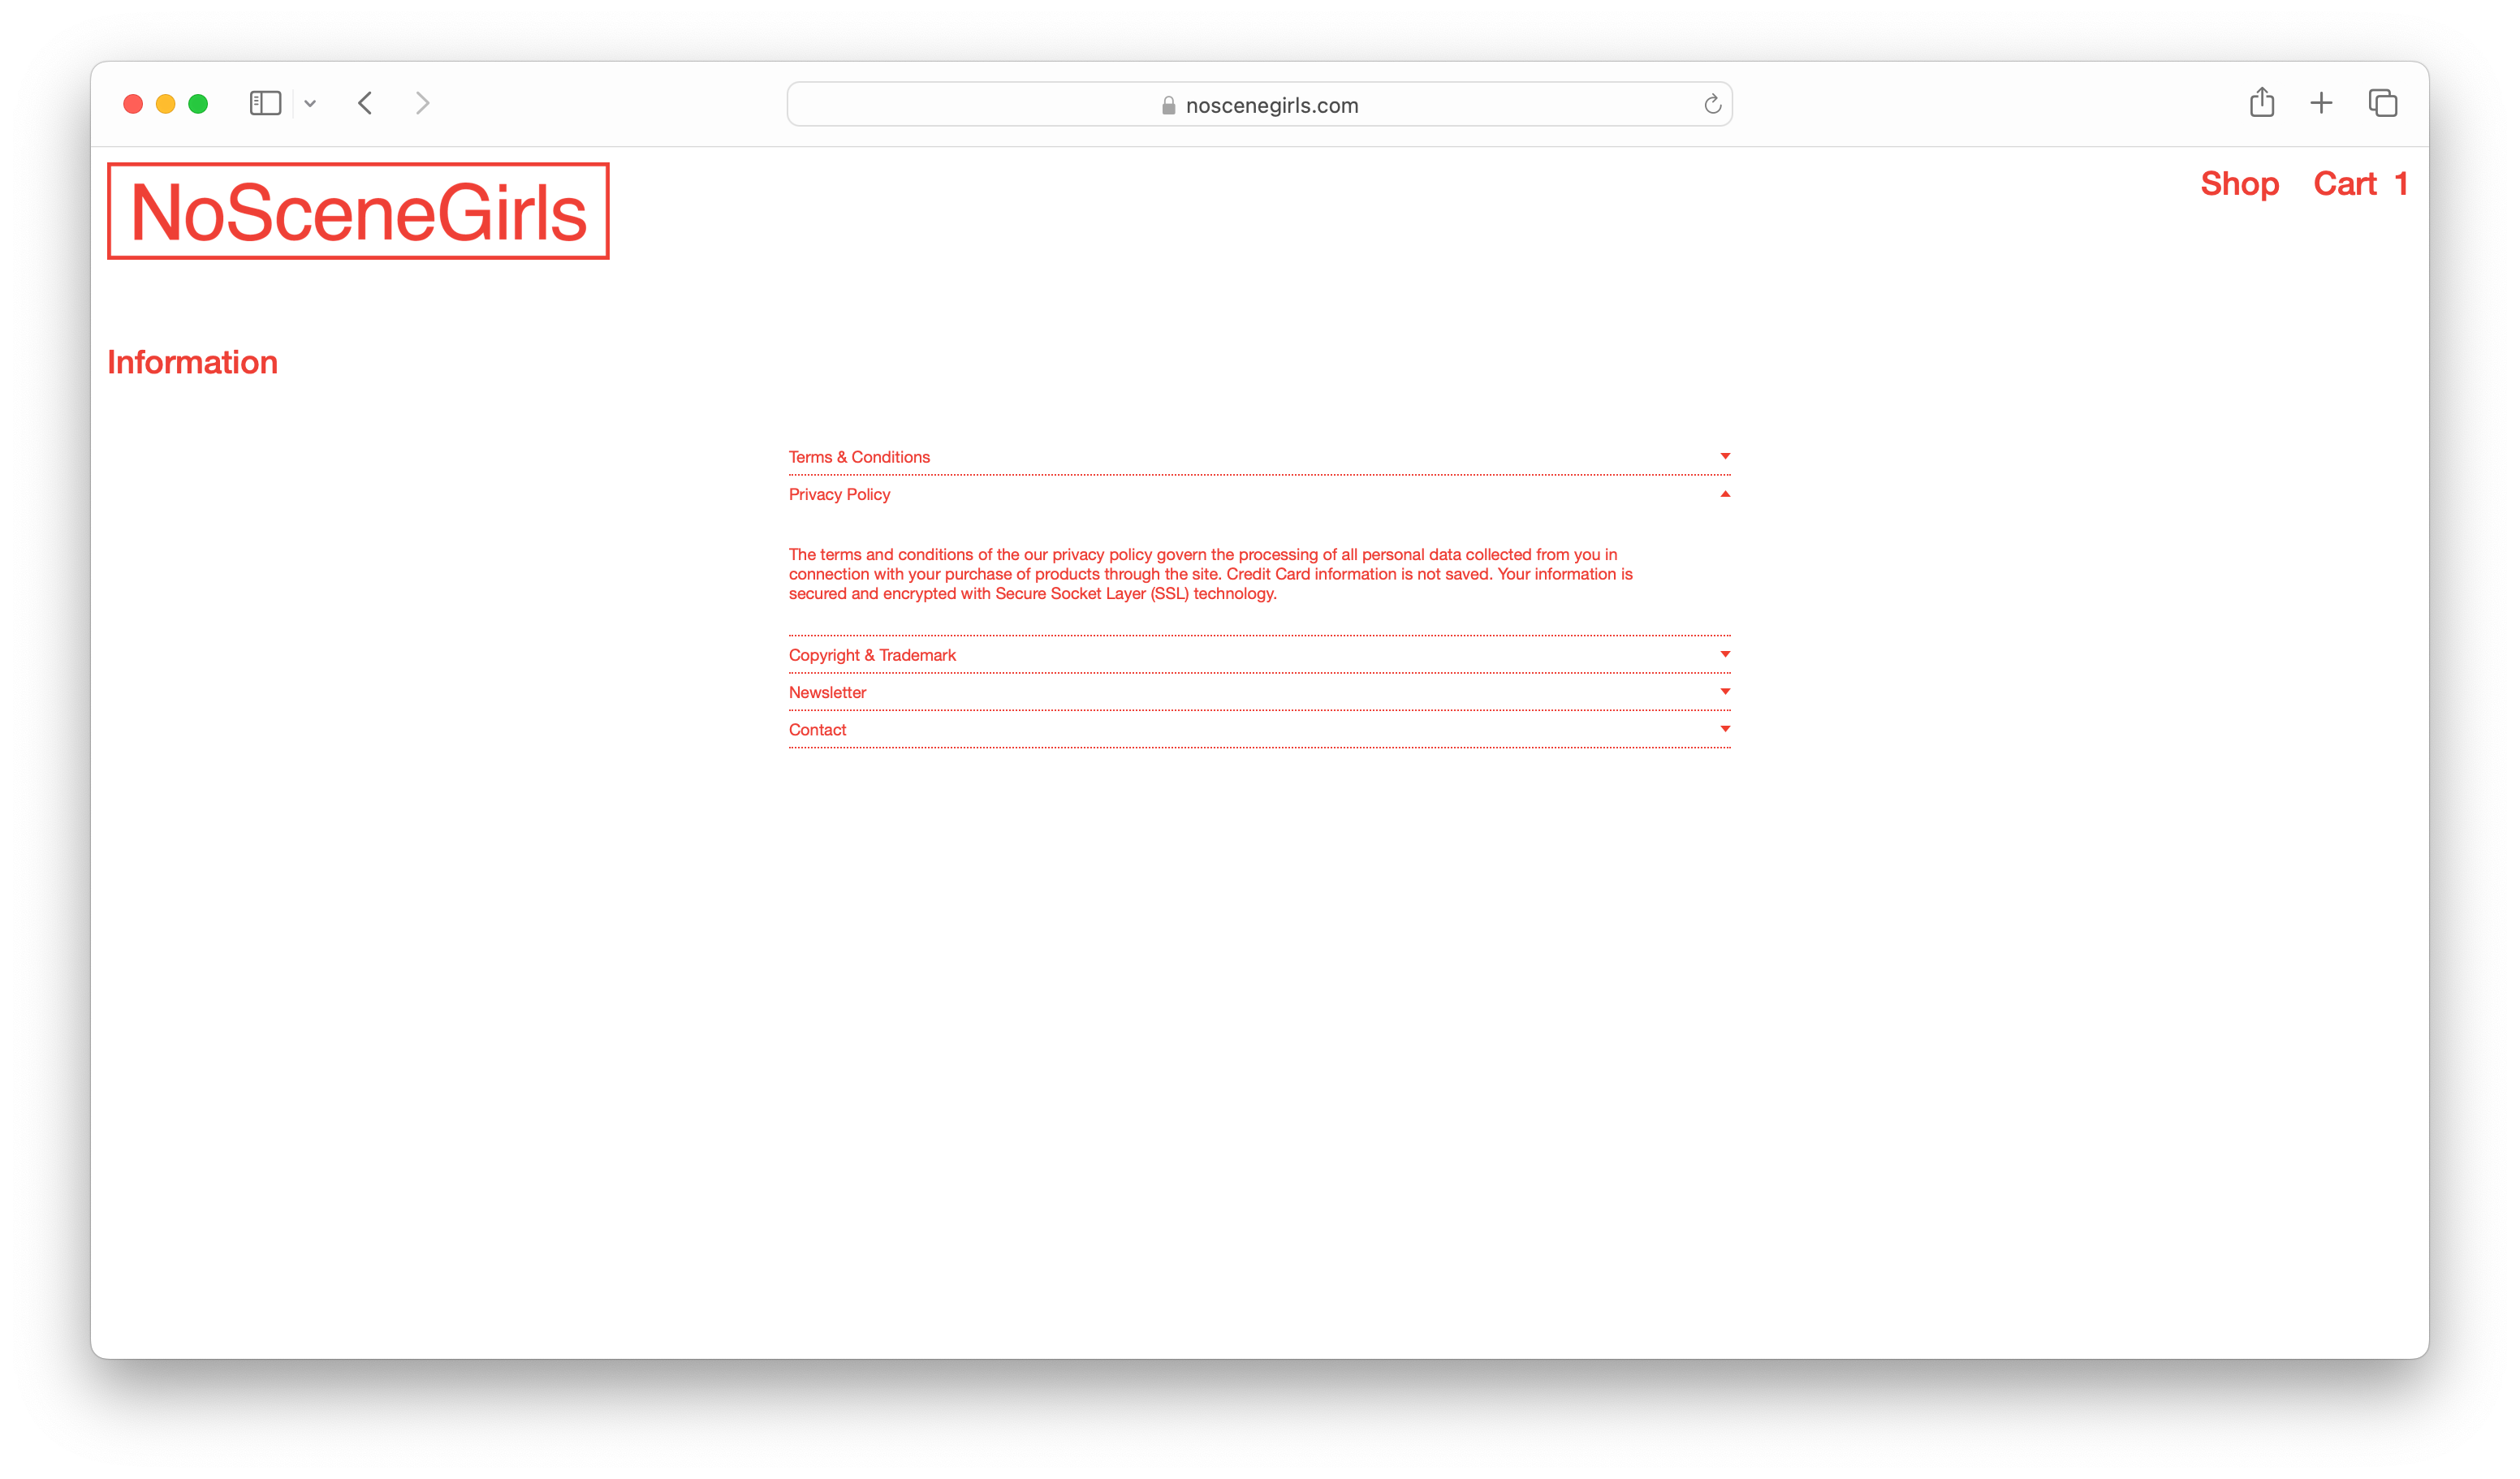 noscenegirls.com
NoSceneGirls
Shop Cart 1
Information
Terms & Conditions
Privacy Policy
The terms and conditions of the our privacy policy govern the processing of all personal data collected from you in
connection with your purchase of products through the site. Credit Card information is not saved. Your information is
secured and encrypted with Secure Socket Layer (SSL) technology.
Copyright & Trademark
Newsletter
Contact